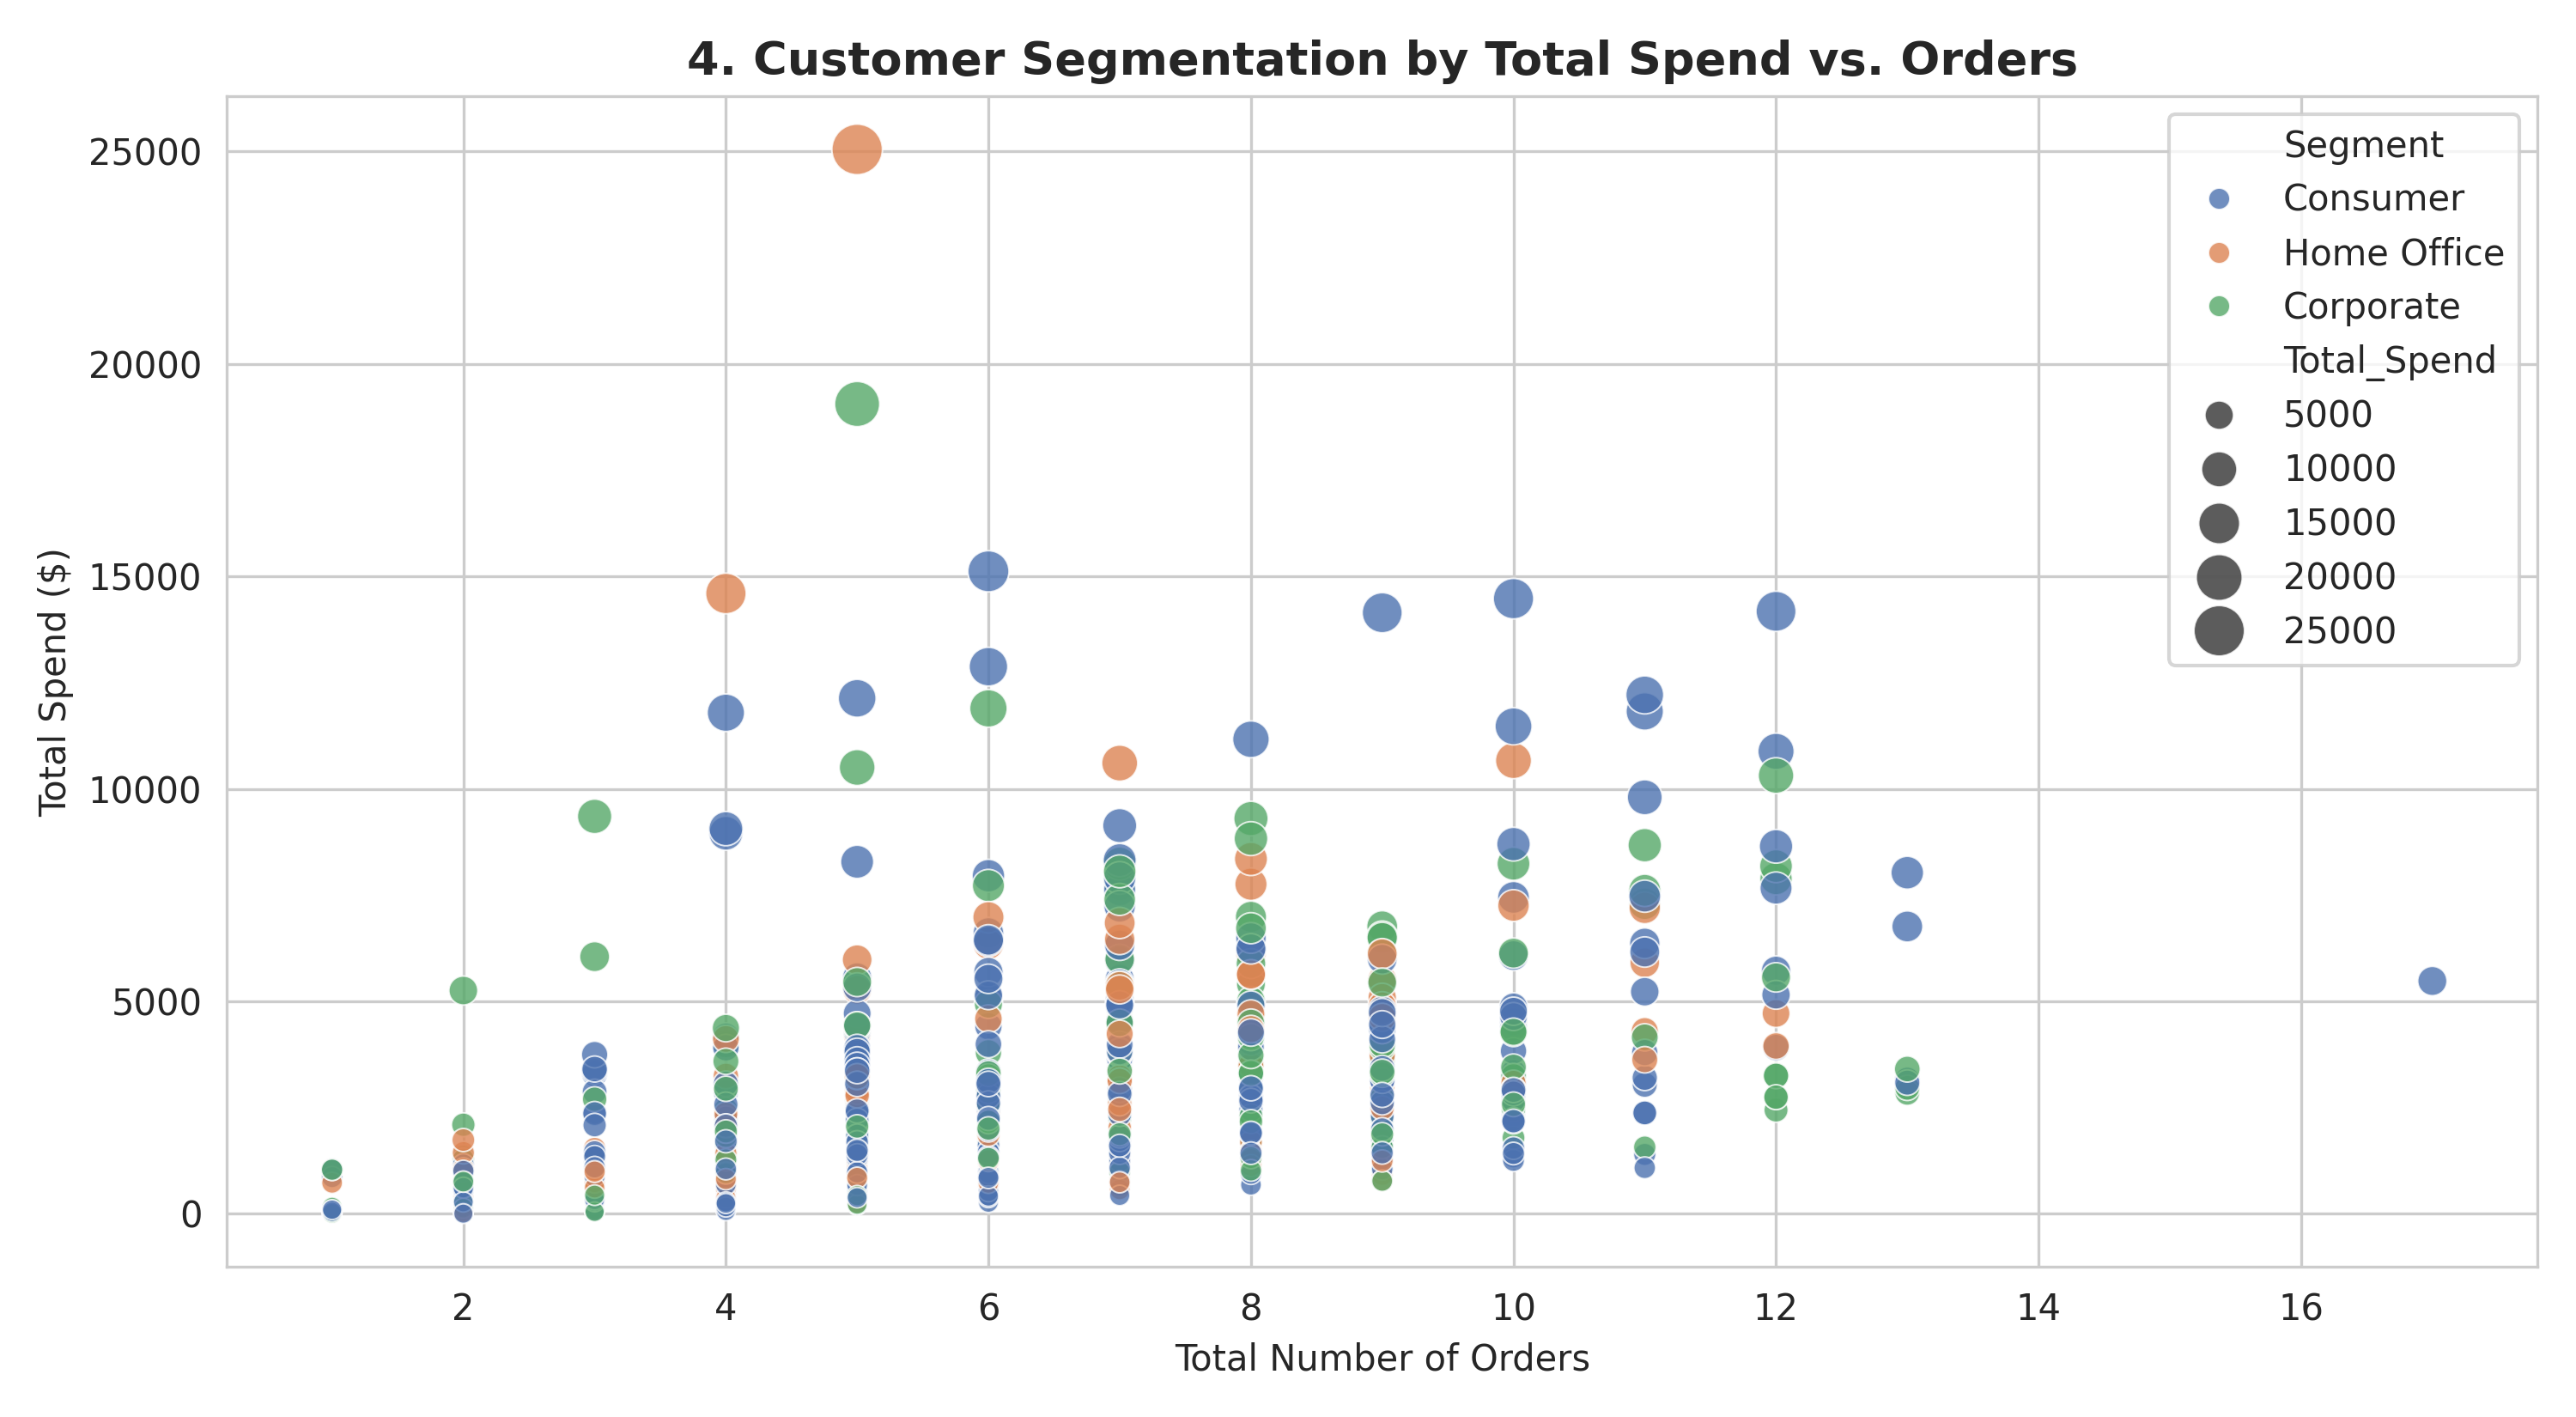 4. Customer Segmentation by Total Spend vs. Orders
Total Spend ($)
25000
20000
15000
10000
5000
0
2
4
6
8
10
12
14
16
Total Number of Orders
Segment
Consumer
Home Office
Corporate
Total_Spend
5000
10000
15000
20000
25000